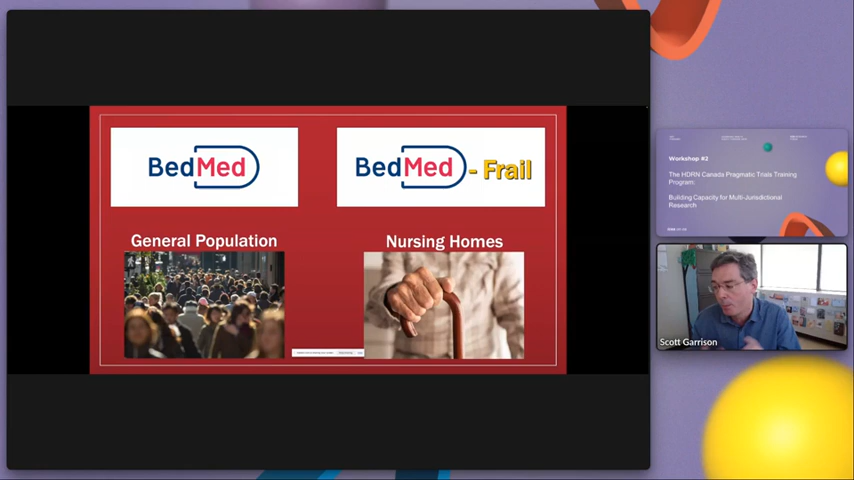 BedMed
BedMed - Frail
General Population
Nursing Homes
Workshop #2
The HDRN Canada Pragmatic Trials Training
Program:
Building Capacity for Multi-Jurisdictional
Research
Scott Garrison